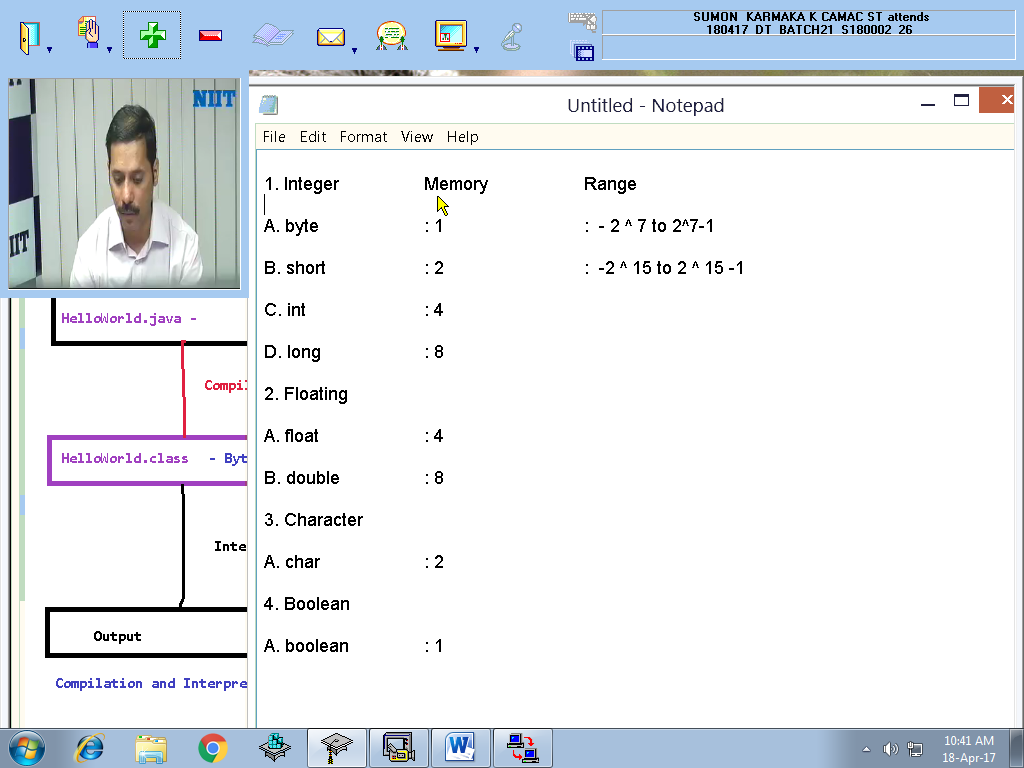 SUMON KARMAKA K CAMAC ST attends
180417 DT BATCH21 S180002 26
NIIT
IIT
Untitled - Notepad
File Edit Format View Help
1. Integer Memory Range
A. byte : 1 : - 2 ^ 7 to 2^7-1
B. short : 2 : -2 ^ 15 to 2 ^ 15 -1
C. int : 4
D. long : 8
2. Floating
A. float : 4
B. double : 8
3. Character
A. char : 2
4. Boolean
A. boolean : 1
HelloWorld.java -
Compil
HelloWorld.class - Byt
Inte
Output
Compilation and Interpre
10:41 AM
18-Apr-17